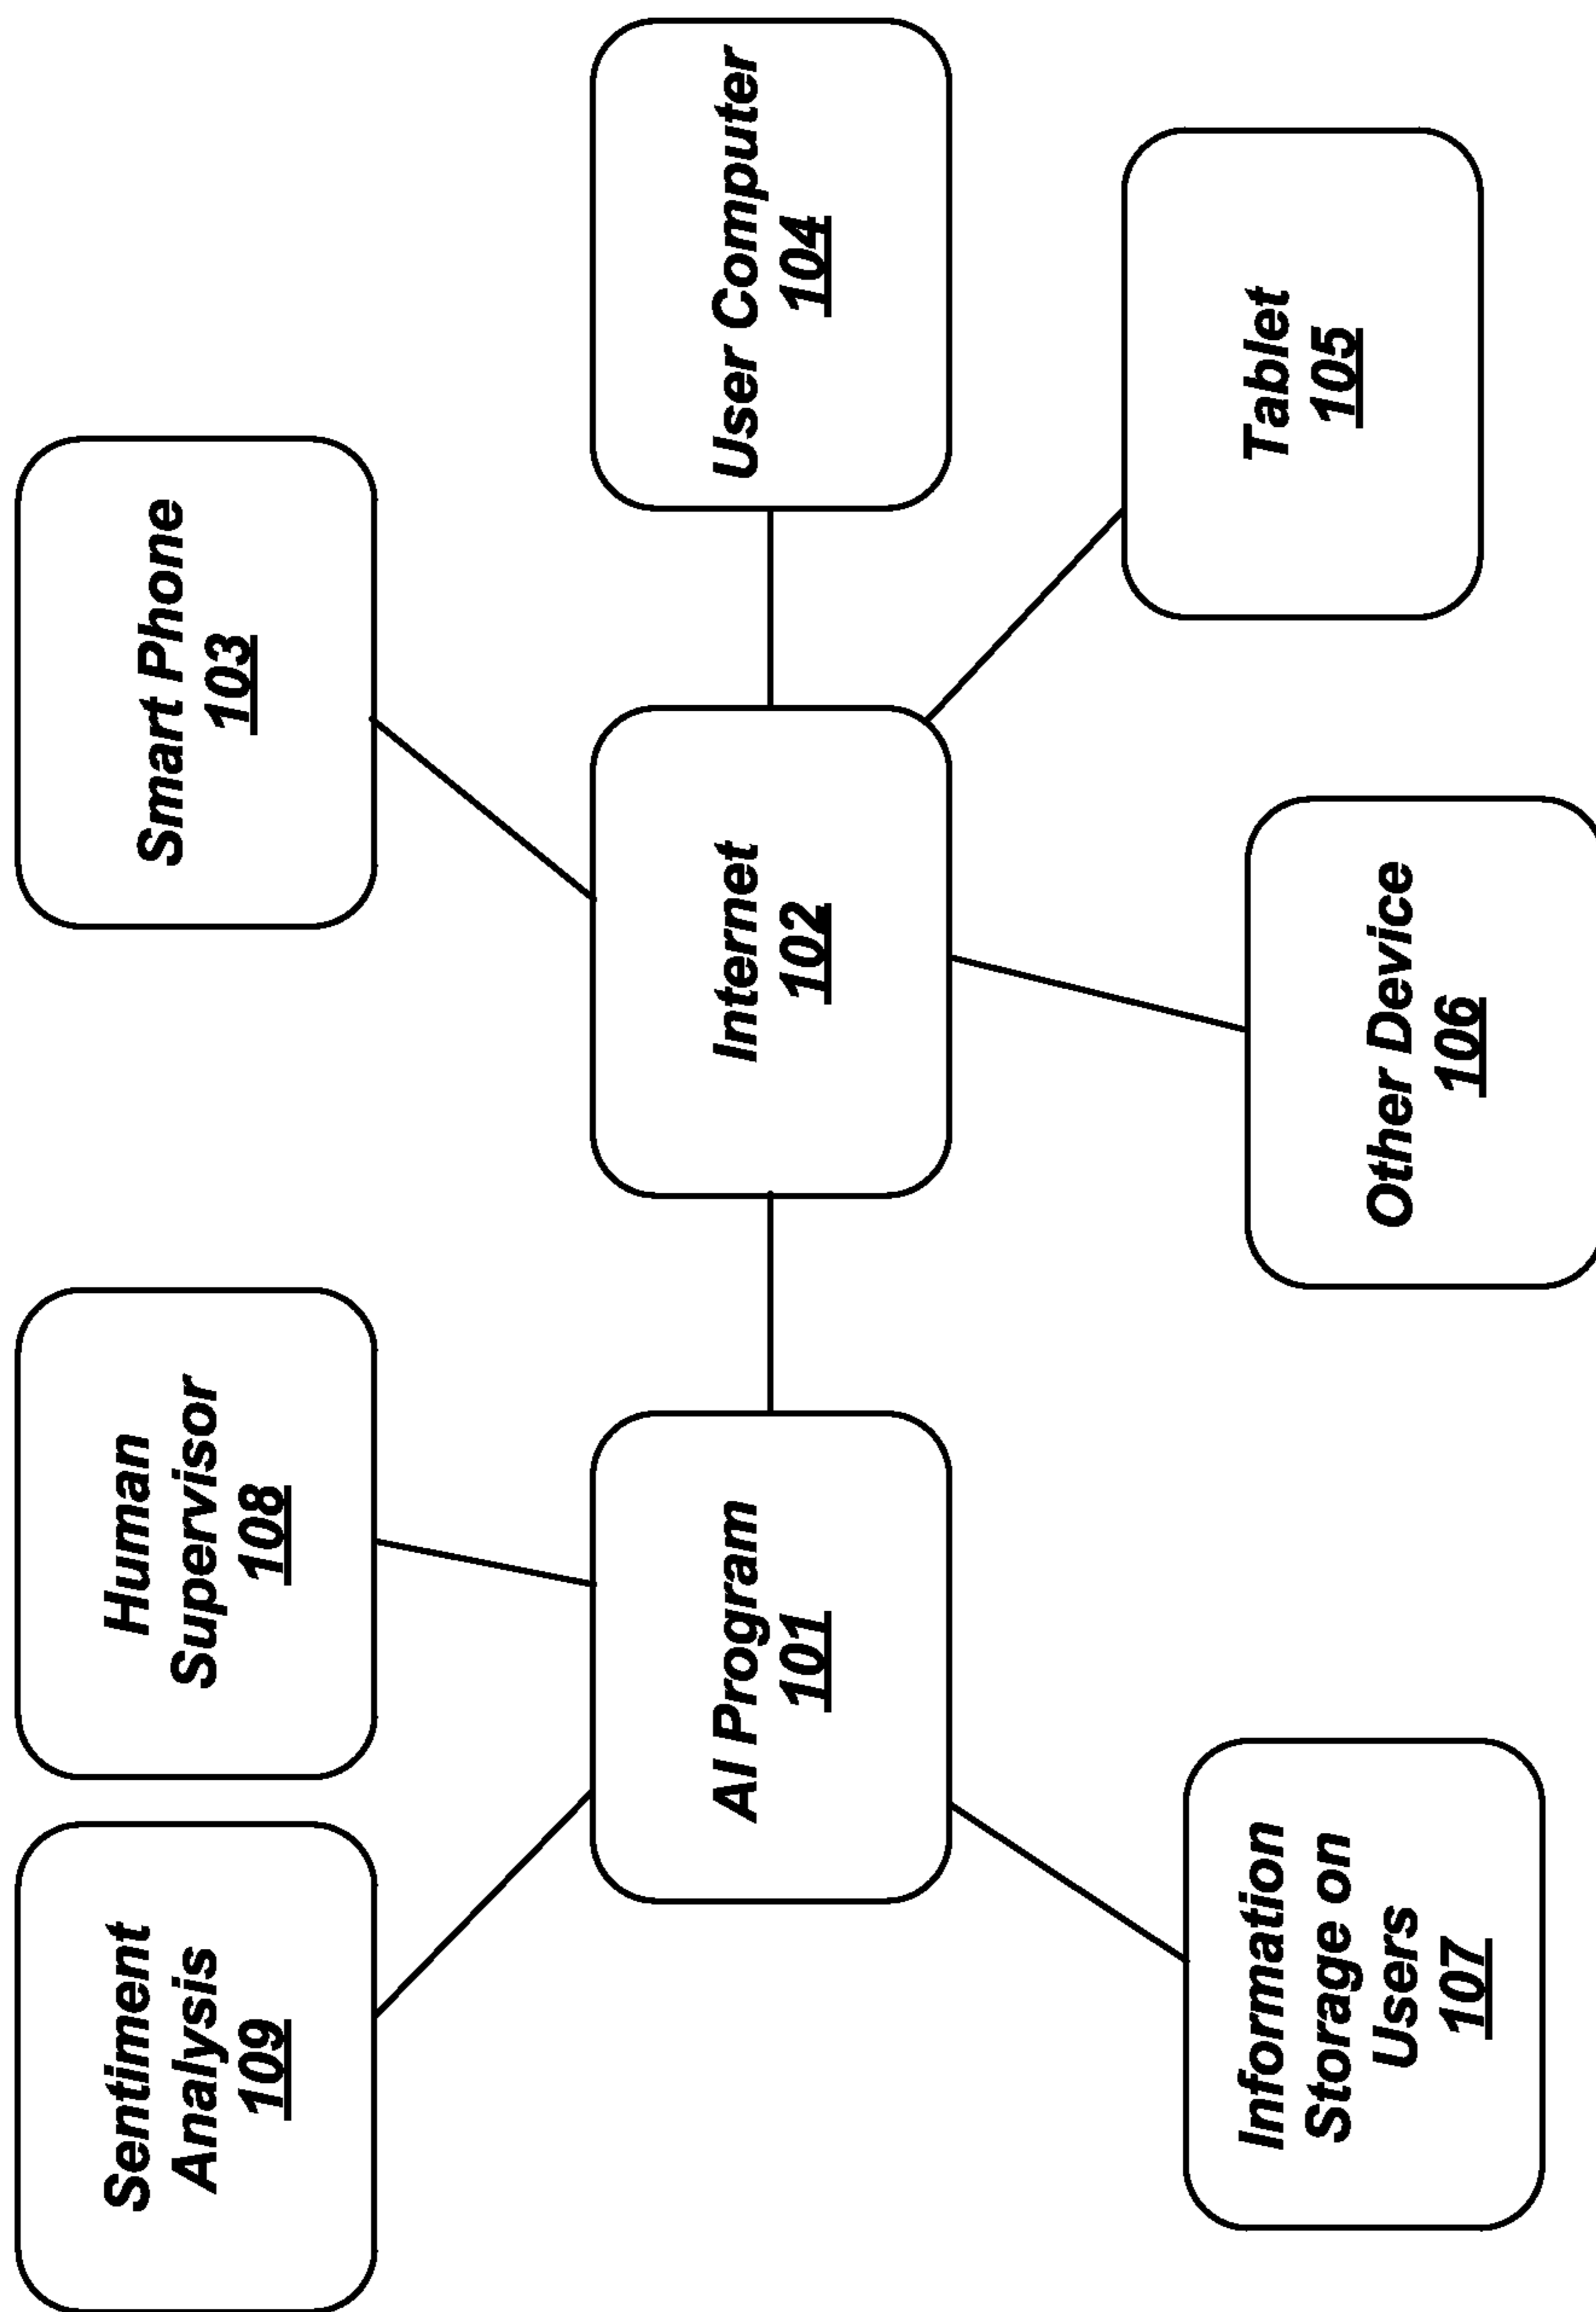 Sentiment
Analysis
109
Human
Supervisor
108
Smart Phone
103
AI Program
101
Internet
102
User Computer
104
Information
Storage on
Users
107
Other Device
106
Tablet
105